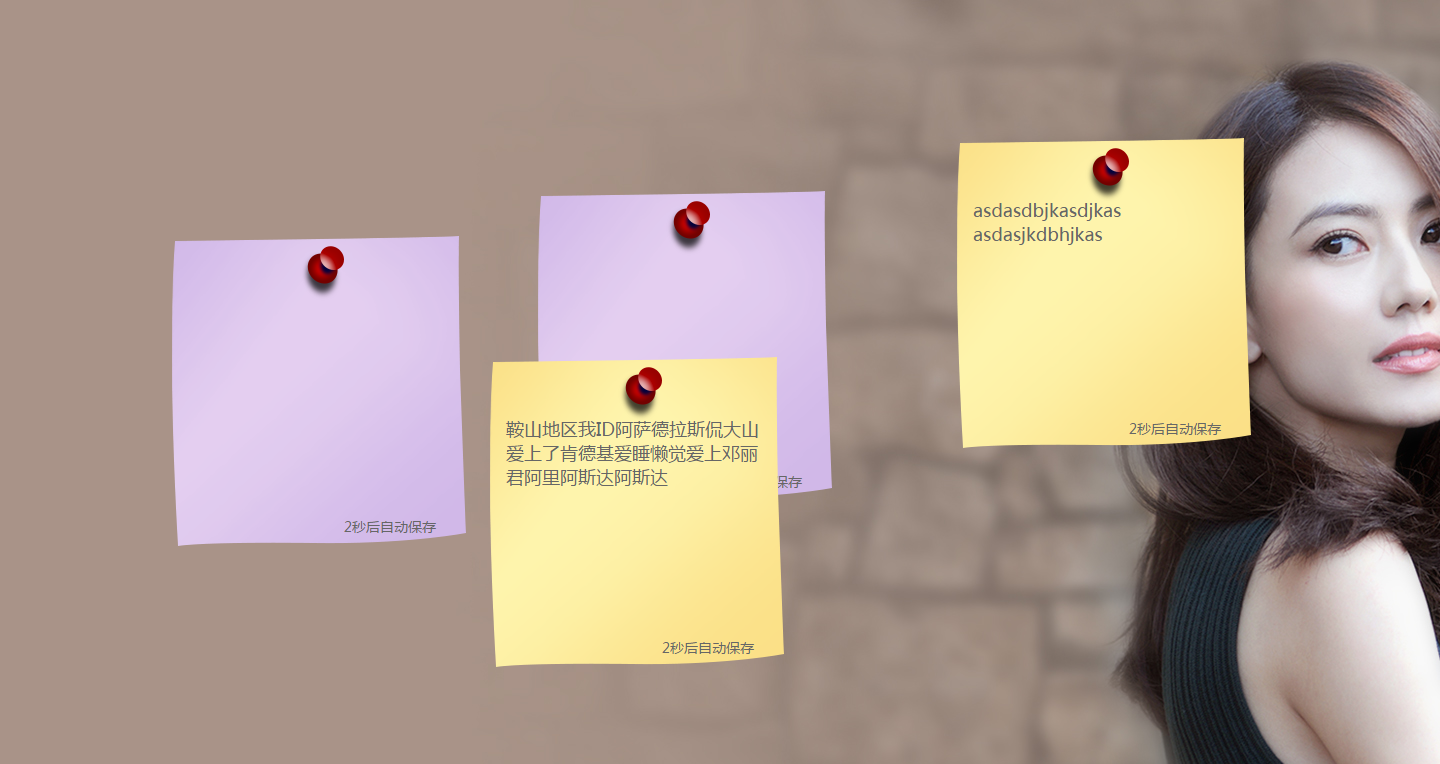 asdasdbjkasdjkas
asdasjkdbhjkas
2秒后自动保存
鞍山地区我ID阿萨德拉斯侃大山
爱上了肯德基爱睡懒觉爱上邓丽
君阿里阿斯达阿斯达
保存
2秒后自动保存
2秒后自动保存